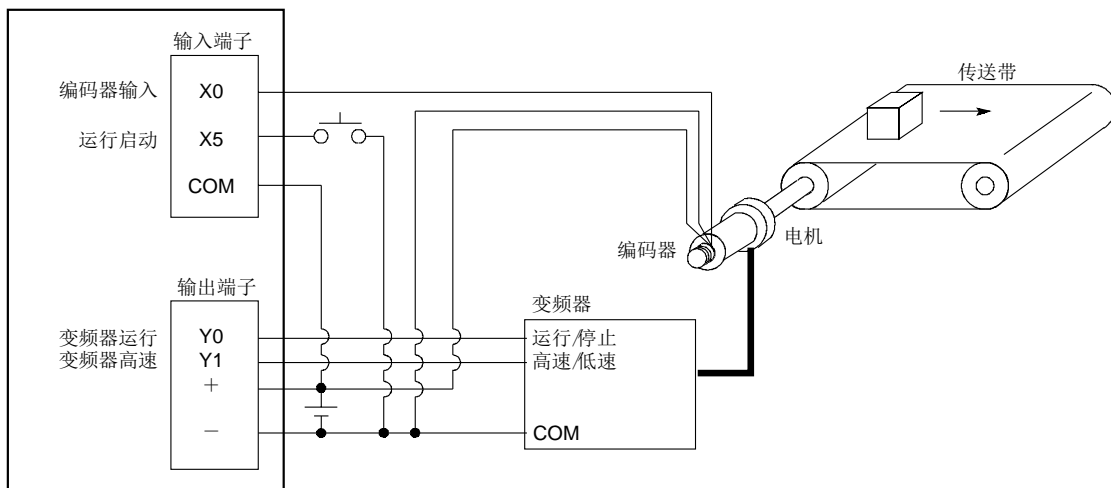 输入端子
编码器输入 X0
运行启动 X5
COM
传送带
编码器
电机
输出端子
变频器
变频器运行 Y0 运行/停止
变频器高速 Y1 高速/低速
+
－ COM